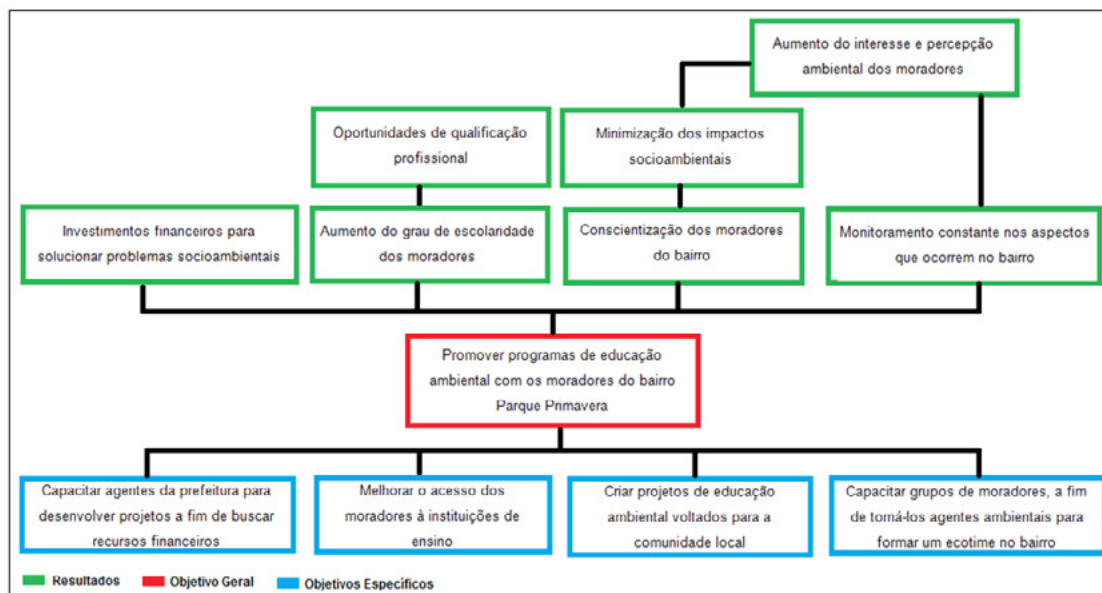 Aumento do interesse e percepção
ambiental dos moradores
Oportunidades de qualificação
profissional
Minimização dos impactos
socioambientais
Investimentos financeiros para
solucionar problemas socioambientais
Aumento do grau de escolaridade
dos moradores
Conscientização dos moradores
do bairro
Monitoramento constante nos aspectos
que ocorrem no bairro
Promover programas de educação
ambiental com os moradores do bairro
Parque Primavera
Capacitar agentes da prefeitura para
desenvolver projetos a fim de buscar
recursos financeiros
Melhorar o acesso dos
moradores à instituições de
ensino
Criar projetos de educação
ambiental voltados para a
comunidade local
Capacitar grupos de moradores, a fim
de torná-los agentes ambientais para
formar um ecotime no bairro
Resultados
Objetivo Geral
Objetivos Específicos